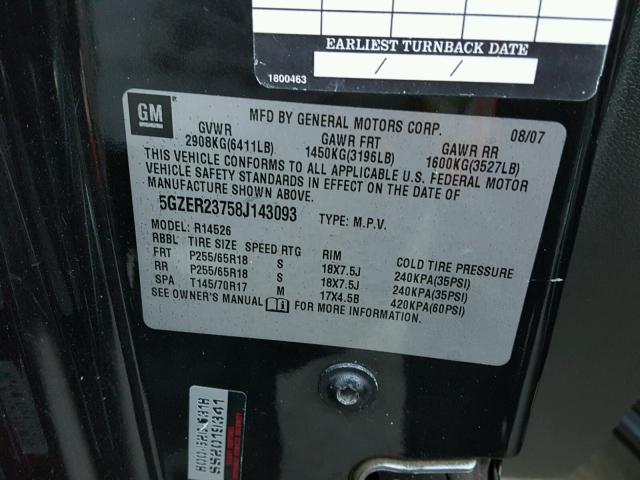 EARLIEST TURNBACK DATE
/ /
1800463
GM
MFD BY GENERAL MOTORS CORP. 08/07
GVWR GAWR FRT GAWR RR
2908KG(6411LB) 1450KG(3196LB) 1600KG(3527LB)
THIS VEHICLE CONFORMS TO ALL APPLICABLE U.S. FEDERAL MOTOR
VEHICLE SAFETY STANDARDS IN EFFECT ON THE DATE OF
MANUFACTURE SHOWN ABOVE.
5GZER23758J143093 TYPE: M.P.V.
MODEL: R14526
RBBL TIRE SIZE SPEED RTG RIM COLD TIRE PRESSURE
FRT P255/65R18 S 18X7.5J 240KPA(35PSI)
RR P255/65R18 S 18X7.5J 240KPA(35PSI)
SPA T145/70R17 M 17X4.5B 420KPA(60PSI)
SEE OWNER'S MANUAL FOR MORE INFORMATION.
SS2019341